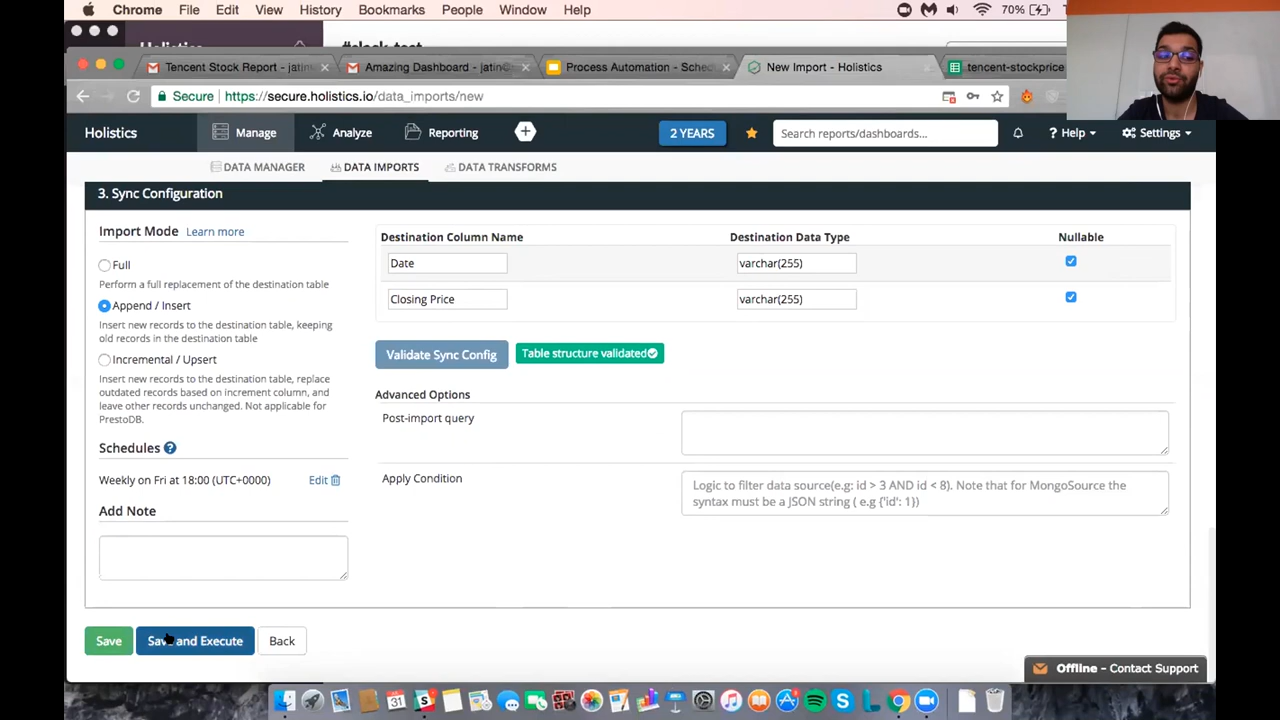 Chrome File Edit View History Bookmarks People Window Help 70%
Holistics #slack-test
Tencent Stock Report - jatin Amazing Dashboard - jatin@ Process Automation - Sched New Import - Holistics tencent-stockprice
Secure https://secure.holistics.io/data_imports/new
Holistics Manage Analyze Reporting 2 YEARS Search reports/dashboards... ? Help Settings
DATA MANAGER DATA IMPORTS DATA TRANSFORMS
3. Sync Configuration
Import Mode Learn more
Full
Perform a full replacement of the destination table
Append / Insert
Insert new records to the destination table, keeping
old records in the destination table
Incremental / Upsert
Insert new records to the destination table, replace
outdated records based on increment column, and
leave other records unchanged. Not applicable for
PrestoDB.
Schedules ?
Weekly on Fri at 18:00 (UTC+0000) Edit
Add Note
Destination Column Name Destination Data Type Nullable
Date varchar(255)
Closing Price varchar(255)
Validate Sync Config Table structure validated
Advanced Options
Post-import query
Apply Condition Logic to filter data source(e.g: id > 3 AND id < 8). Note that for MongoSource the
syntax must be a JSON string ( e.g {'id': 1})
Save Save and Execute Back
Offline - Contact Support
31